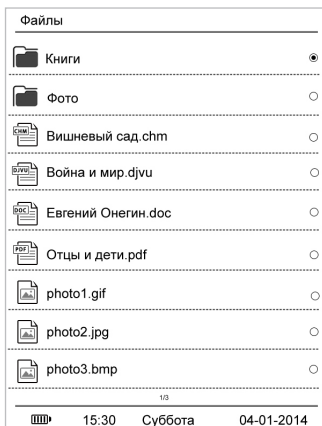 Файлы
Книги
Фото
CHM Вишневый сад.chm
DJVU Война и мир.djvu
DOC Евгений Онегин.doc
PDF Отцы и дети.pdf
photo1.gif
photo2.jpg
photo3.bmp
1/3
15:30 Суббота 04-01-2014